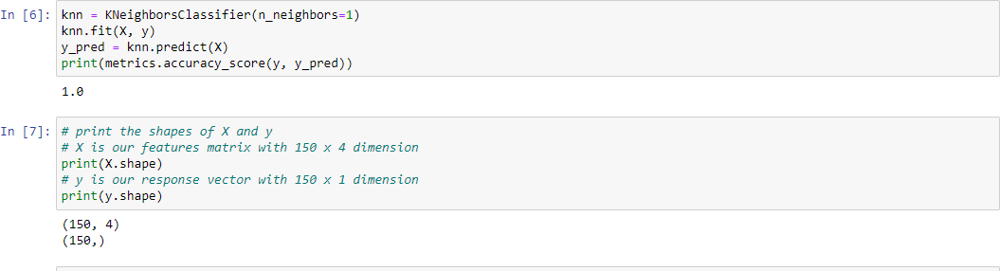 In [6]: knn = KNeighborsClassifier(n_neighbors=1)
knn.fit(X, y)
y_pred = knn.predict(X)
print(metrics.accuracy_score(y, y_pred))
1.0
In [7]: # print the shapes of X and y
# X is our features matrix with 150 x 4 dimension
print(X.shape)
# y is our response vector with 150 x 1 dimension
print(y.shape)
(150, 4)
(150,)